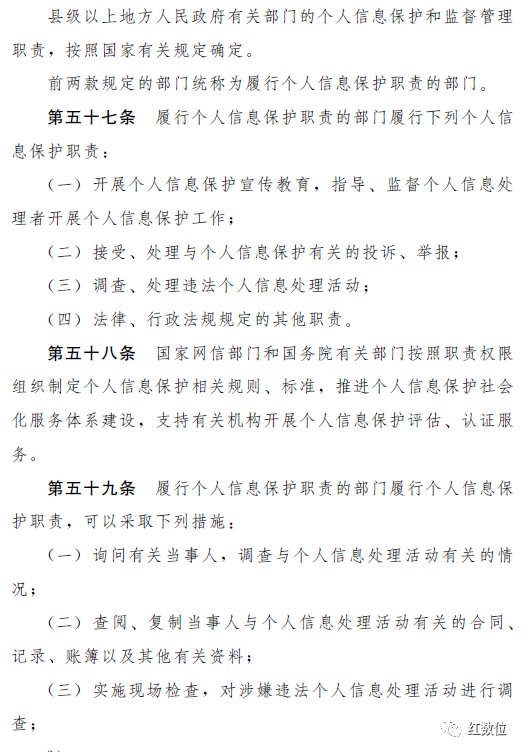 县级以上地方人民政府有关部门的个人信息保护和监督管理
职责，按照国家有关规定确定。
前两款规定的部门统称为履行个人信息保护职责的部门。
第五十七条　履行个人信息保护职责的部门履行下列个人信
息保护职责：
（一）开展个人信息保护宣传教育，指导、监督个人信息处
理者开展个人信息保护工作；
（二）接受、处理与个人信息保护有关的投诉、举报；
（三）调查、处理违法个人信息处理活动；
（四）法律、行政法规规定的其他职责。
第五十八条　国家网信部门和国务院有关部门按照职责权限
组织制定个人信息保护相关规则、标准，推进个人信息保护社会
化服务体系建设，支持有关机构开展个人信息保护评估、认证服
务。
第五十九条　履行个人信息保护职责的部门履行个人信息保
护职责，可以采取下列措施：
（一）询问有关当事人，调查与个人信息处理活动有关的情
况；
（二）查阅、复制当事人与个人信息处理活动有关的合同、
记录、账簿以及其他有关资料；
（三）实施现场检查，对涉嫌违法个人信息处理活动进行调
查；
红数位